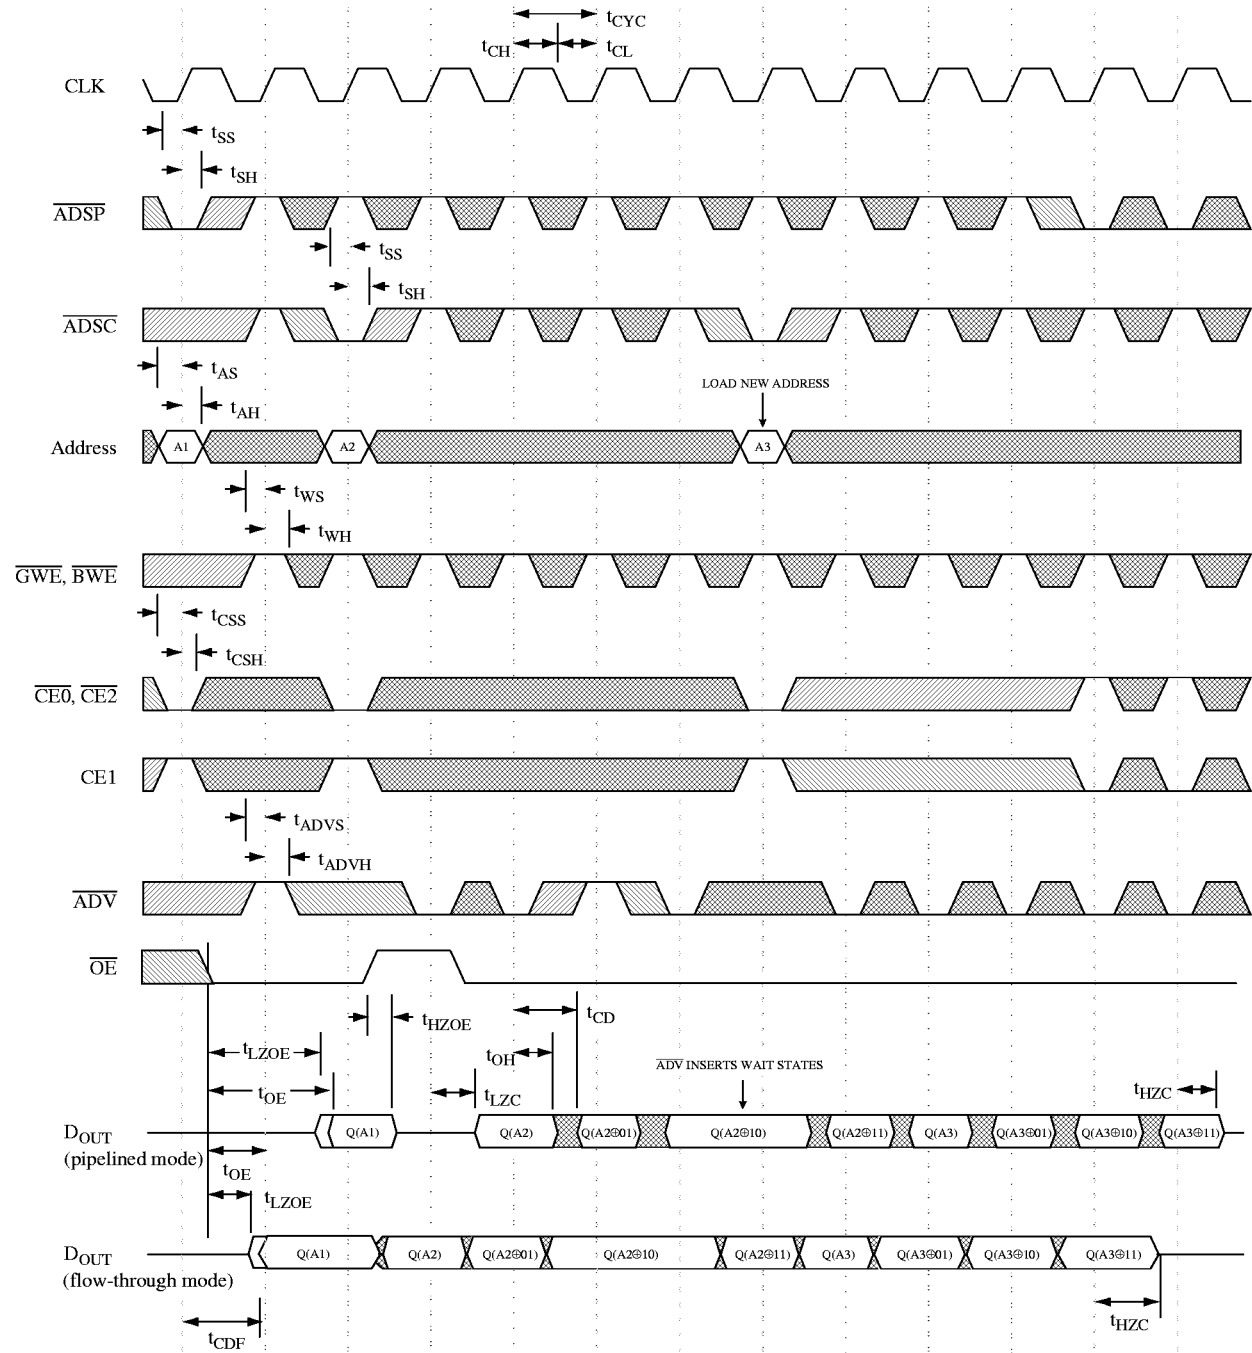 tCYC
tCH
tCL
CLK
tSS
tSH
ADSP
tSS
tSH
ADSC
tAS
LOAD NEW ADDRESS
tAH
Address
A1
A2
A3
tWS
tWH
GWE, BWE
tCSS
tCSH
CE0, CE2
CE1
tADVS
tADVH
ADV
OE
tCD
tHZOE
tLZOE
tOH
ADV INSERTS WAIT STATES
tOE
tLZC
tHZC
DOUT
(pipelined mode)
Q(A1)
Q(A2)
Q(A2⊕01)
Q(A2⊕10)
Q(A2⊕11)
Q(A3)
Q(A3⊕01)
Q(A3⊕10)
Q(A3⊕11)
tOE
tLZOE
DOUT
(flow-through mode)
Q(A1)
Q(A2)
Q(A2⊕01)
Q(A2⊕10)
Q(A2⊕11)
Q(A3)
Q(A3⊕01)
Q(A3⊕10)
Q(A3⊕11)
tCDF
tHZC